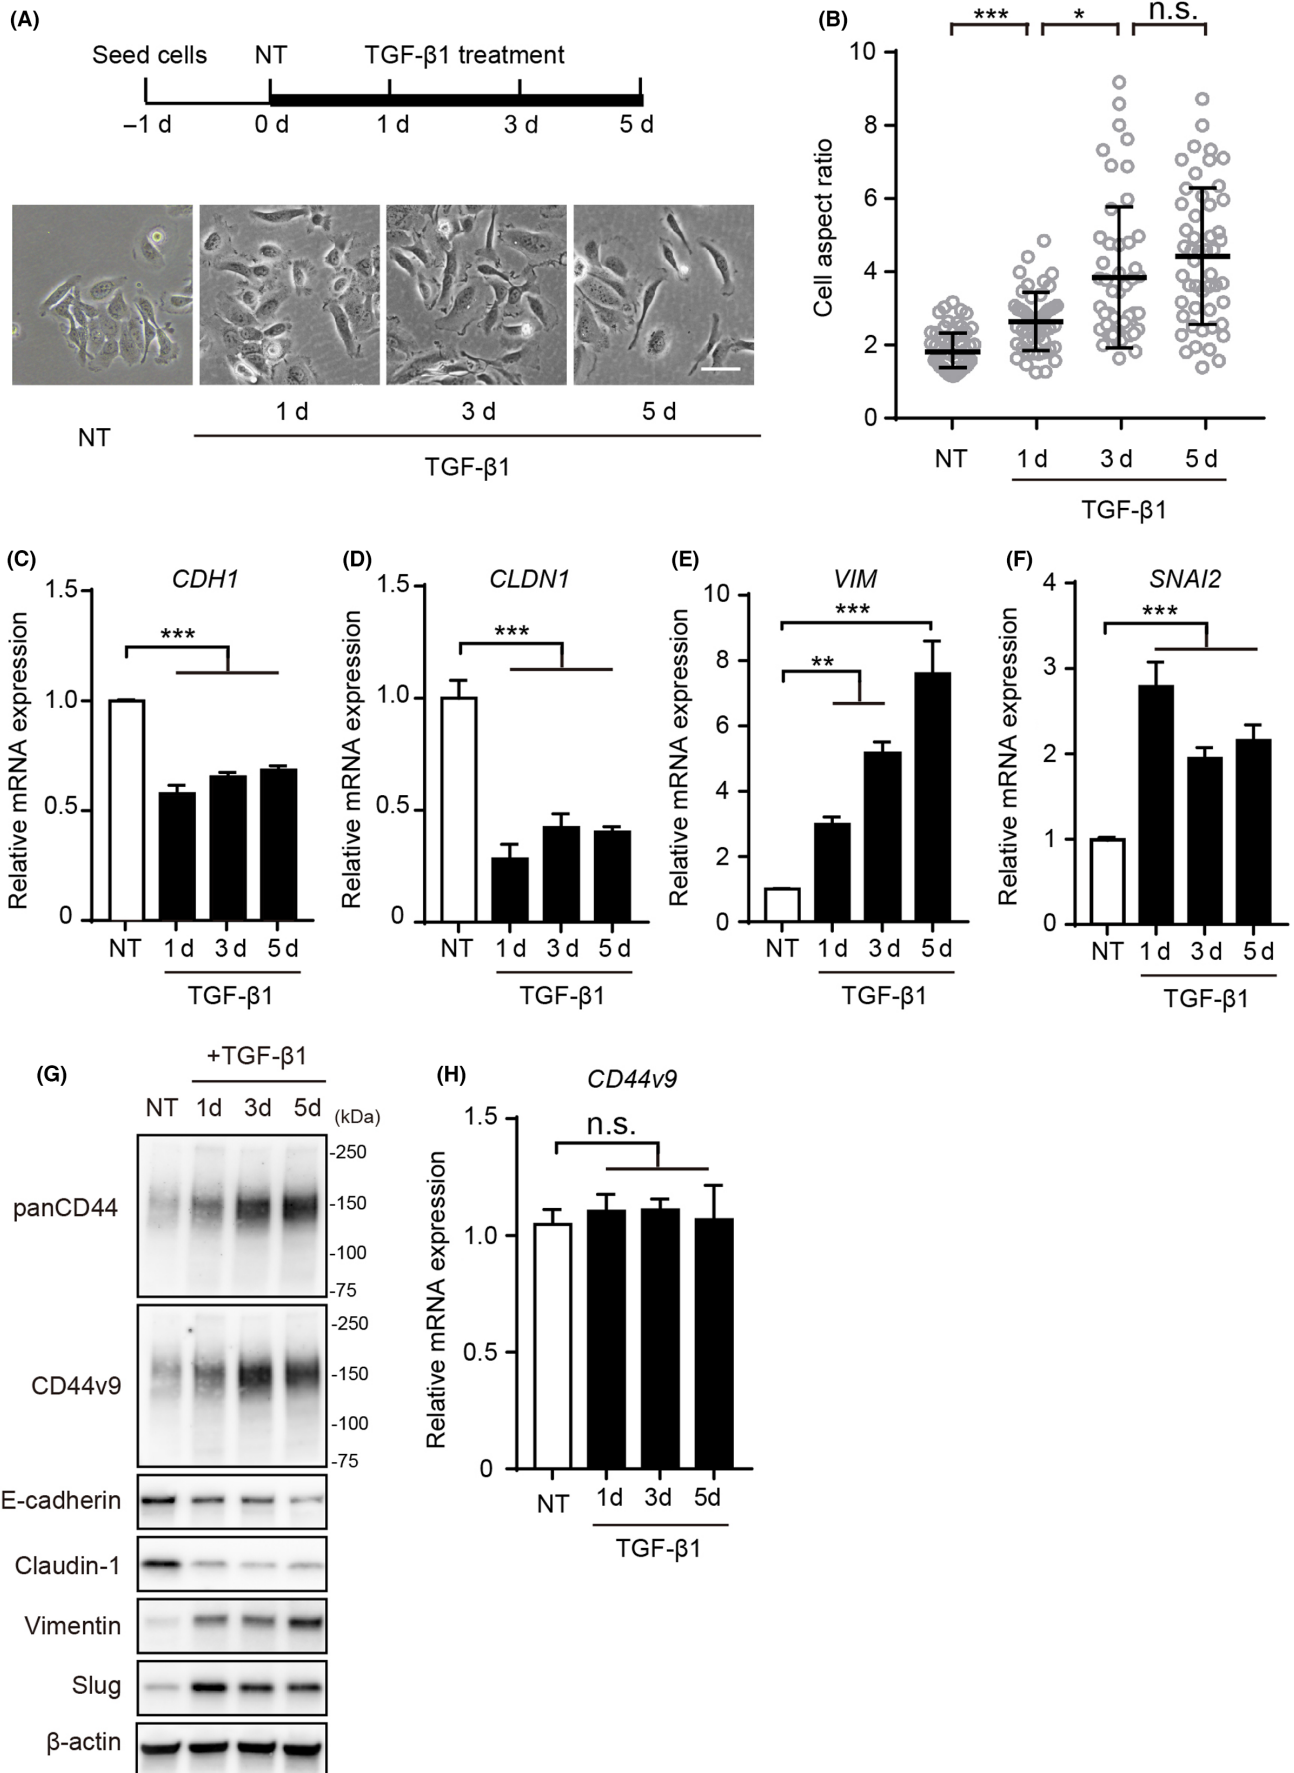 (A)
Seed cells NT TGF-β1 treatment
–1 d 0 d 1 d 3 d 5 d
NT
1 d 3 d 5 d
TGF-β1
(B)
*** * n.s.
Cell aspect ratio
10
8
6
4
2
0
NT 1 d 3 d 5 d
TGF-β1
(C)
CDH1
Relative mRNA expression
1.5
***
1.0
0.5
0
NT 1 d 3 d 5 d
TGF-β1
(D)
CLDN1
Relative mRNA expression
1.5
***
1.0
0.5
0
NT 1 d 3 d 5 d
TGF-β1
(E)
VIM
Relative mRNA expression
10
***
8
**
6
4
2
0
NT 1 d 3 d 5 d
TGF-β1
(F)
SNAI2
Relative mRNA expression
4
***
3
2
1
0
NT 1 d 3 d 5 d
TGF-β1
(G)
+TGF-β1
NT 1d 3d 5d (kDa)
panCD44
-250
-150
-100
-75
CD44v9
-250
-150
-100
-75
E-cadherin
Claudin-1
Vimentin
Slug
β-actin
(H)
CD44v9
Relative mRNA expression
1.5
n.s.
1.0
0.5
0
NT 1d 3d 5d
TGF-β1